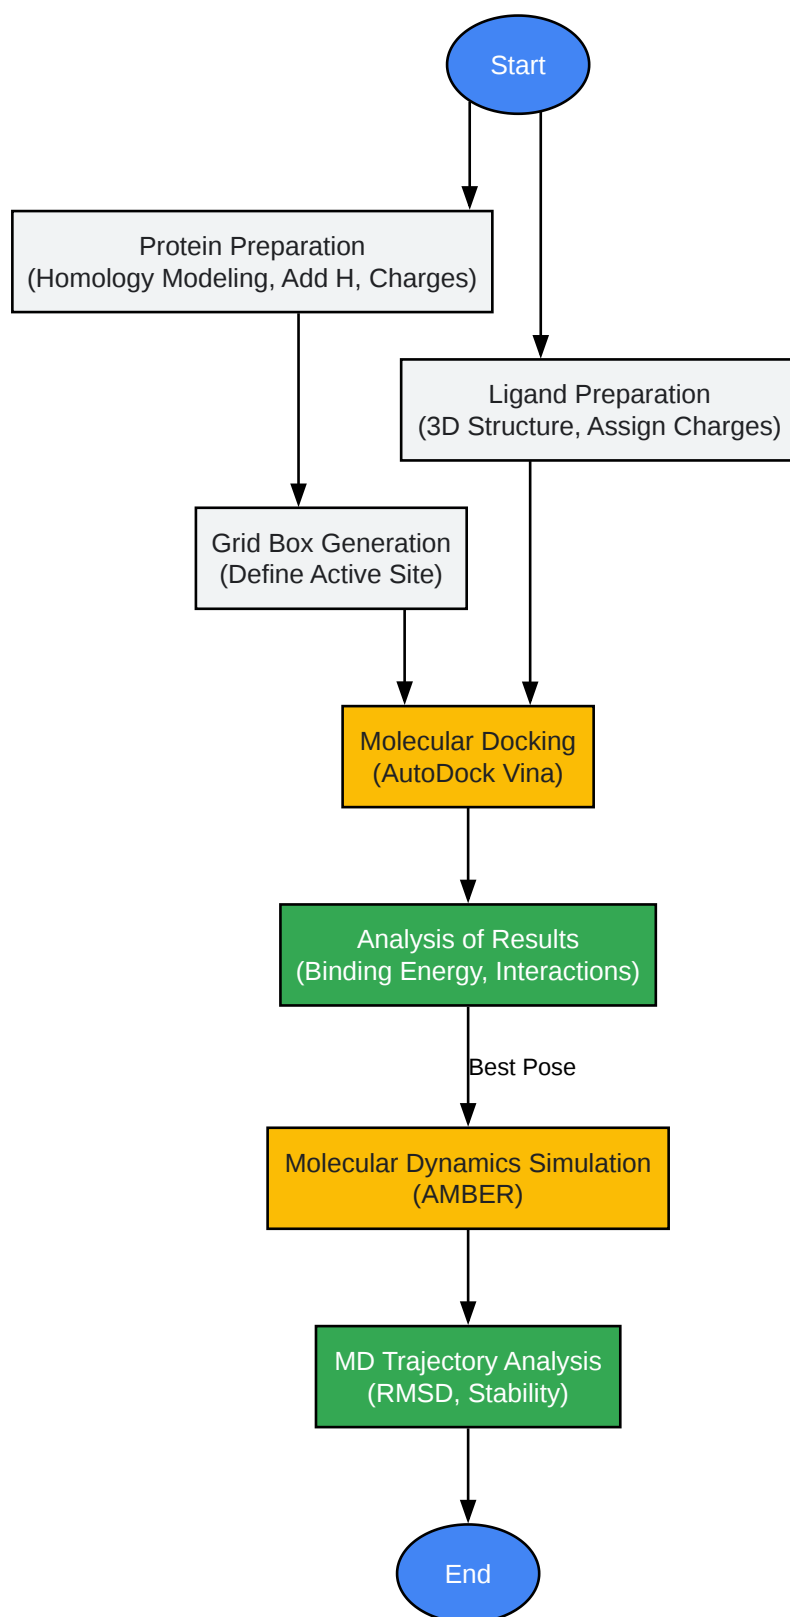 Start
Protein Preparation
(Homology Modeling, Add H, Charges)
Ligand Preparation
(3D Structure, Assign Charges)
Grid Box Generation
(Define Active Site)
Molecular Docking
(AutoDock Vina)
Analysis of Results
(Binding Energy, Interactions)
Best Pose
Molecular Dynamics Simulation
(AMBER)
MD Trajectory Analysis
(RMSD, Stability)
End